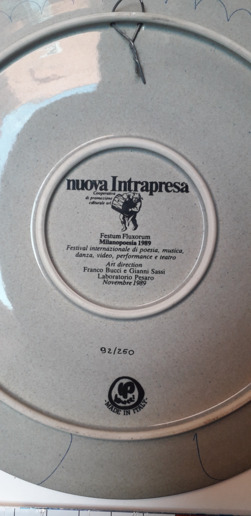 nuova Intrapresa
Cooperativa
di promozione
culturale srl
Festum Fluxorum
Milanopoesia 1989
Festival internazionale di poesia, musica,
danza, video, performance e teatro
Art direction
Franco Bucci e Gianni Sassi
Laboratorio Pesaro
Novembre 1989
92/250
MADE IN ITALY